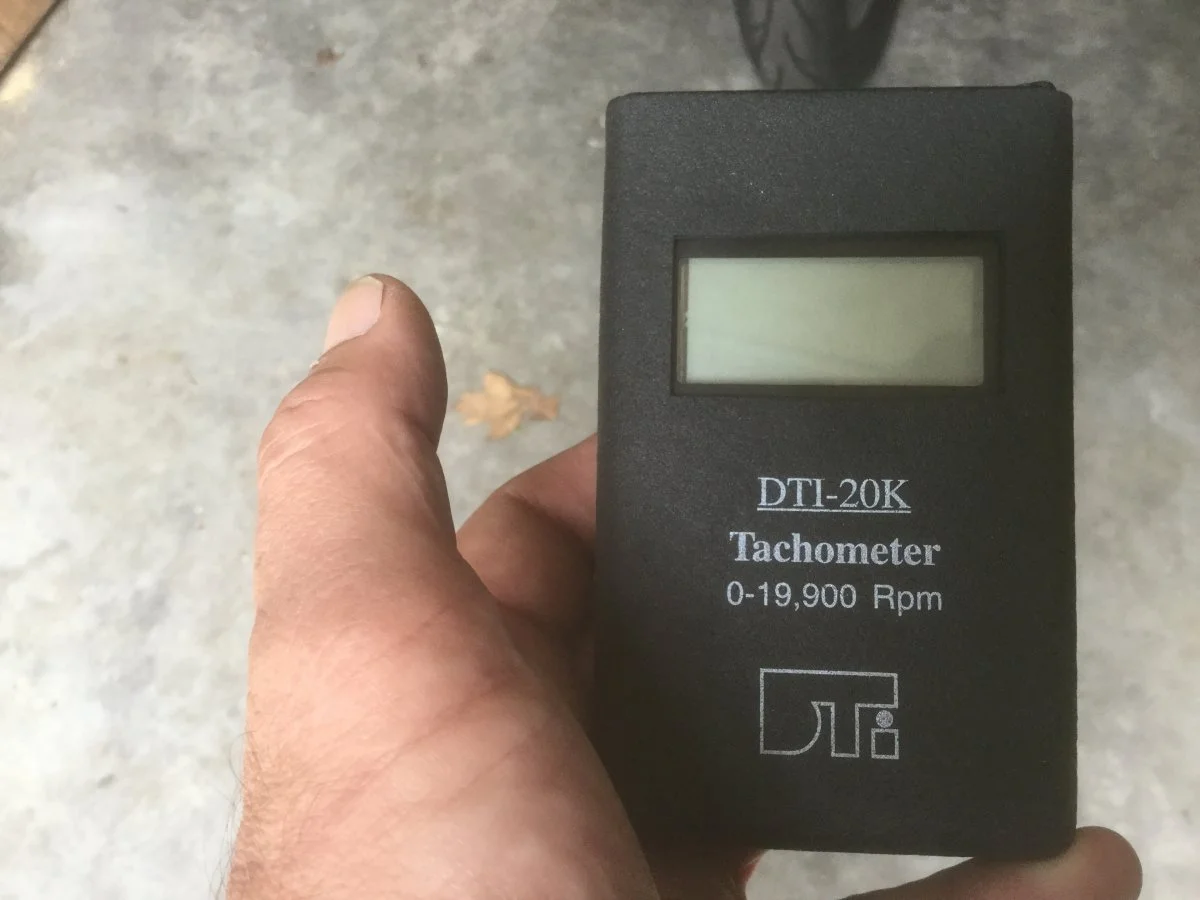 DTI-20K
Tachometer
0-19,900 Rpm
DTi